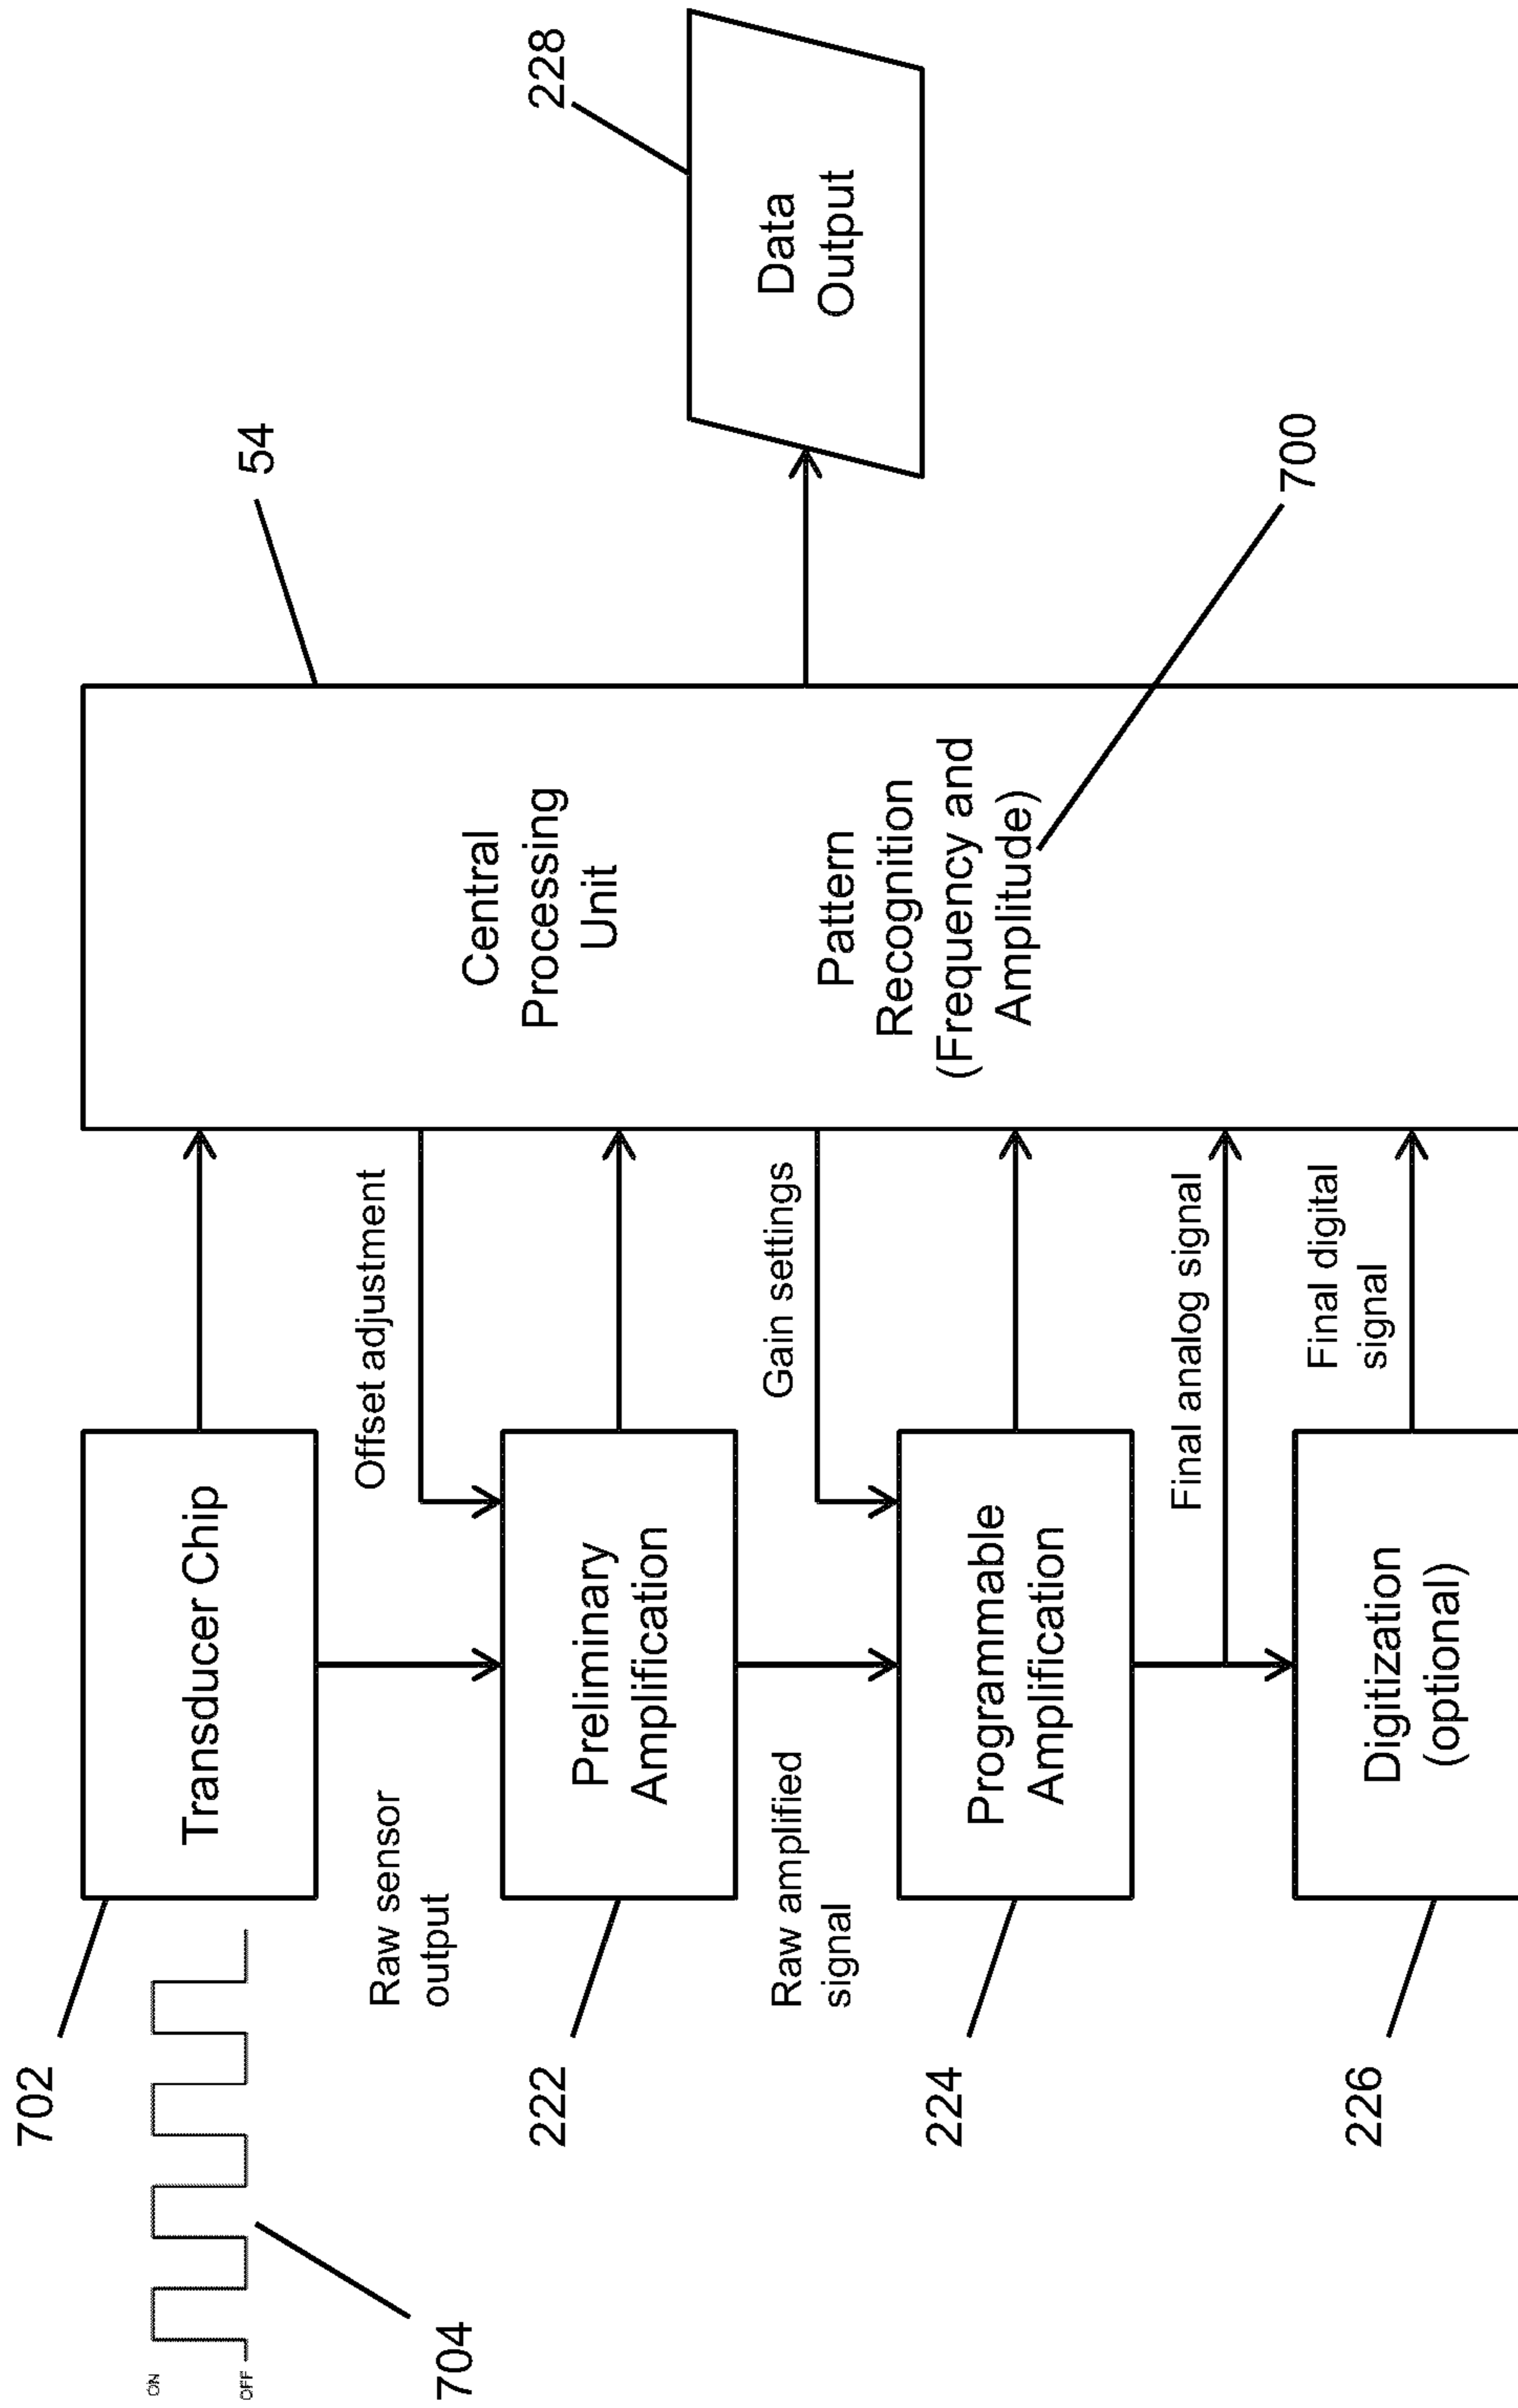 702
ON
OFF
704
Transducer Chip
54
Raw sensor
output
Offset adjustment
222
Preliminary
Amplification
Central
Processing
Unit
228
Data
Output
Raw amplified
signal
Gain settings
224
Programmable
Amplification
Pattern
Recognition
(Frequency and
Amplitude)
700
Final analog signal
226
Digitization
(optional)
Final digital
signal